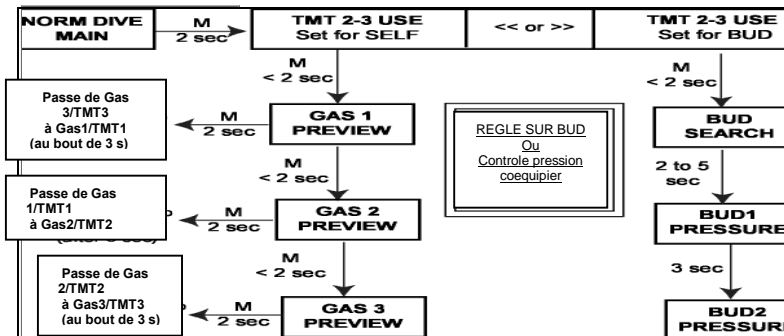 NORM DIVE
MAIN
M
2 sec
TMT 2-3 USE
Set for SELF
<< or >>
TMT 2-3 USE
Set for BUD
M
< 2 sec
M
< 2 sec
Passe de Gas
3/TMT3
à Gas1/TMT1
(au bout de 3 s)
M
2 sec
GAS 1
PREVIEW
REGLE SUR BUD
Ou
Controle pression
coequipier
BUD
SEARCH
M
< 2 sec
2 to 5
sec
Passe de Gas
1/TMT1
à Gas2/TMT2
M
2 sec
GAS 2
PREVIEW
BUD1
PRESSURE
M
< 2 sec
3 sec
Passe de Gas
2/TMT2
à Gas3/TMT3
(au bout de 3 s)
M
2 sec
GAS 3
PREVIEW
BUD2
PRESSURE